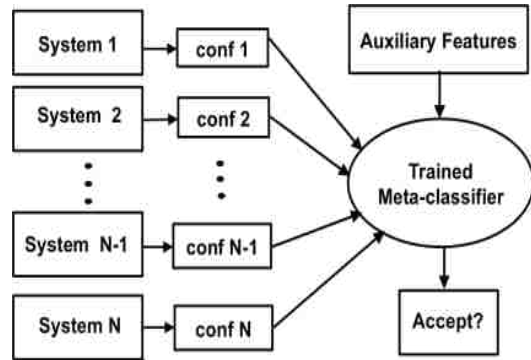 System 1
conf 1
Auxiliary Features
System 2
conf 2
Trained
Meta-classifier
System N-1
conf N-1
System N
conf N
Accept?